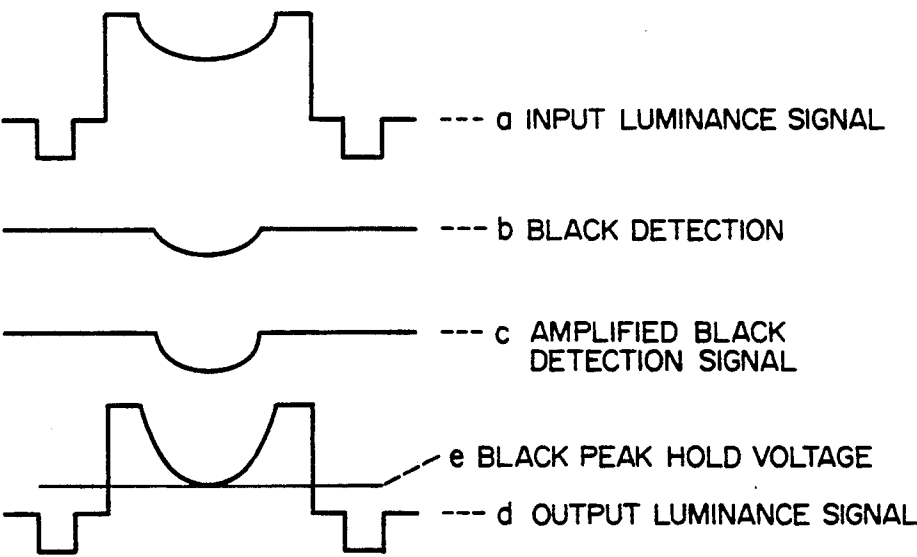 --- a INPUT LUMINANCE SIGNAL
--- b BLACK DETECTION
--- c AMPLIFIED BLACK
DETECTION SIGNAL
e BLACK PEAK HOLD VOLTAGE
--- d OUTPUT LUMINANCE SIGNAL